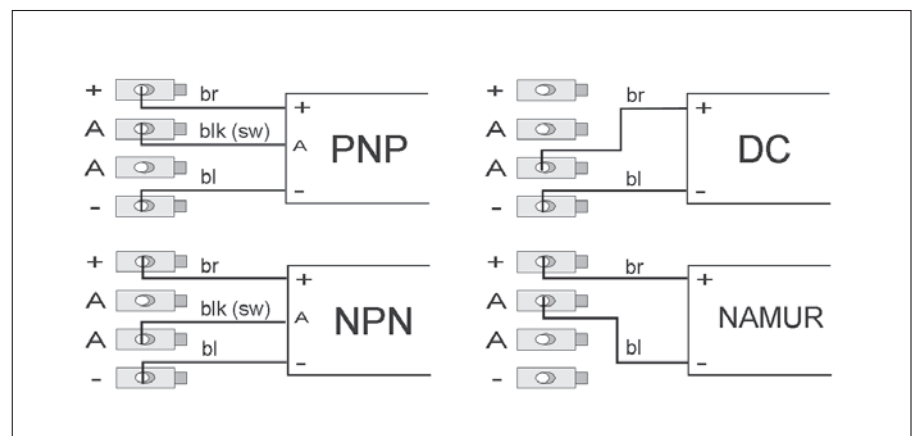 + br +
A blk (sw) A PNP
A
- bl -
+ br +
A
A DC
- bl -
+ br +
A
A blk (sw) A NPN
- bl -
+ br +
A NAMUR
A bl -
-